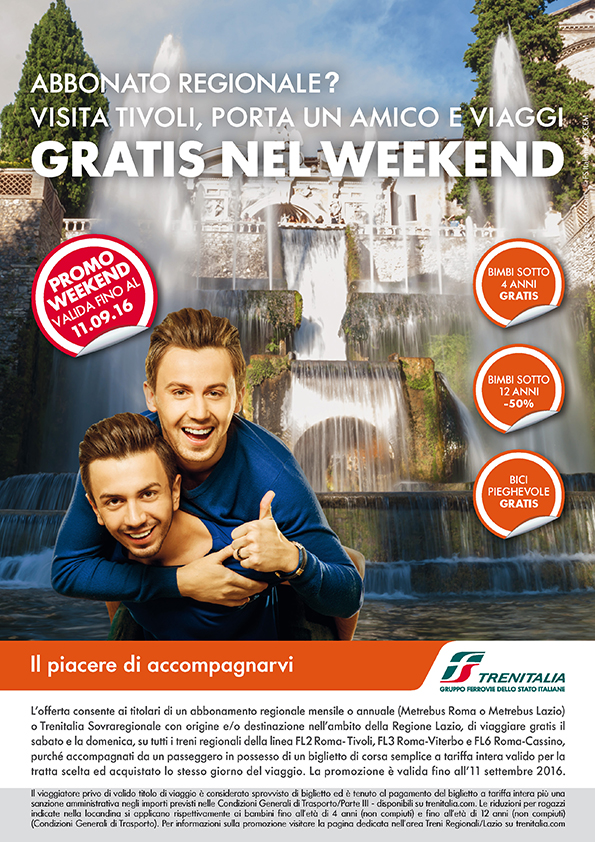 ABBONATO REGIONALE?
VISITA TIVOLI, PORTA UN AMICO E VIAGGI
GRATIS NEL WEEKEND
PROMO
WEEKEND
VALIDA FINO AL
11.09.16
BIMBI SOTTO
4 ANNI
GRATIS
BIMBI SOTTO
12 ANNI
-50%
BICI
PIEGHEVOLE
GRATIS
Il piacere di accompagnarvi
TRENITALIA
GRUPPO FERROVIE DELLO STATO ITALIANE
L'offerta consente ai titolari di un abbonamento regionale mensile o annuale (Metrebus Roma o Metrebus Lazio)
o Trenitalia Sovraregionale con origine e/o destinazione nell'ambito della Regione Lazio, di viaggiare gratis il
sabato e la domenica, su tutti i treni regionali della linea FL2 Roma-Tivoli, FL3 Roma-Viterbo e FL6 Roma-Cassino,
purché accompagnati da un passeggero in possesso di un biglietto di corsa semplice a tariffa intera valido per la
tratta scelta ed acquistato lo stesso giorno del viaggio. La promozione è valida fino all'11 settembre 2016.
Il viaggiatore privo di valido titolo di viaggio è considerato sprovvisto di biglietto ed è tenuto al pagamento del biglietto a tariffa intera più una
sanzione amministrativa negli importi previsti nelle Condizioni Generali di Trasporto/Parte III - disponibili su trenitalia.com. Le riduzioni per ragazzi
indicate nella locandina si applicano rispettivamente ai bambini fino all'età di 4 anni (non compiuti) e fino all'età di 12 anni (non compiuti)
(Condizioni Generali di Trasporto). Per informazioni sulla promozione visitare la pagina dedicata nell'area Treni Regionali/Lazio su trenitalia.com